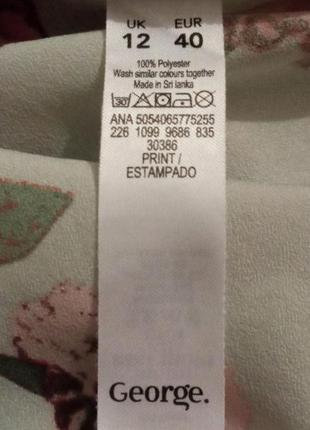 UK EUR
12 40
100% Polyester
Wash similar colours together
Made in Sri lanka
30
ANA 5054065775255
226 1099 9686 835
30386
PRINT /
ESTAMPADO
George.